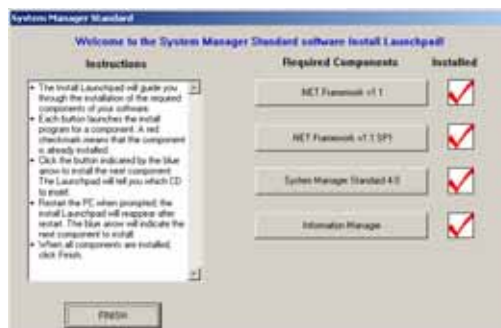 System Manager Standard
Welcome to the System Manager Standard software Install Launchpad!
Instructions
• The Install Launchpad will guide you
through the installation of the required
components of your software.
• Each button launches the install
program for a component. A red
checkmark means that the component
is already installed.
• Click the button indicated by the blue
arrow to install the next component.
The Launchpad will tell you which CD
to insert.
• Restart the PC when prompted; the
Install Launchpad will reappear after
restart. The blue arrow will indicate the
next component to install.
• When all components are installed,
click Finish.
FINISH
Required Components
Installed
.NET Framework v1.1
.NET Framework v1.1 SP1
System Manager Standard 4.0
Information Manager